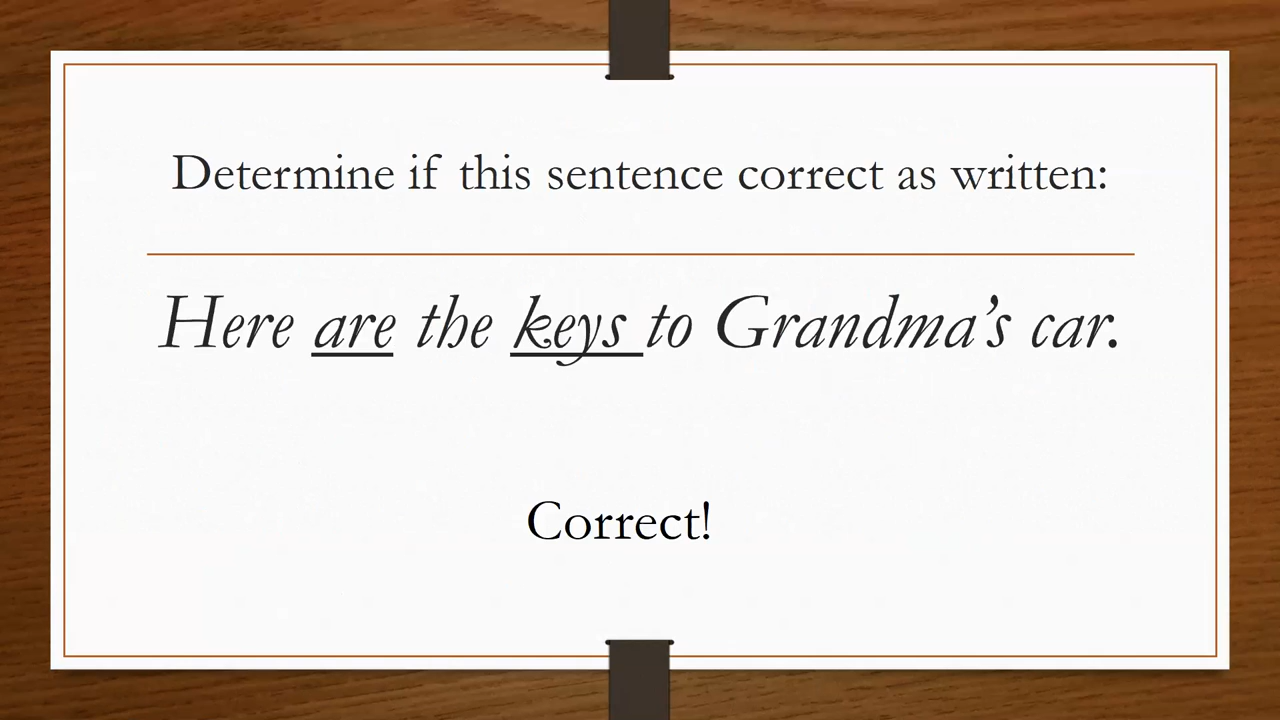 Determine if this sentence correct as written:
Here are the keys to Grandma’s car.
Correct!